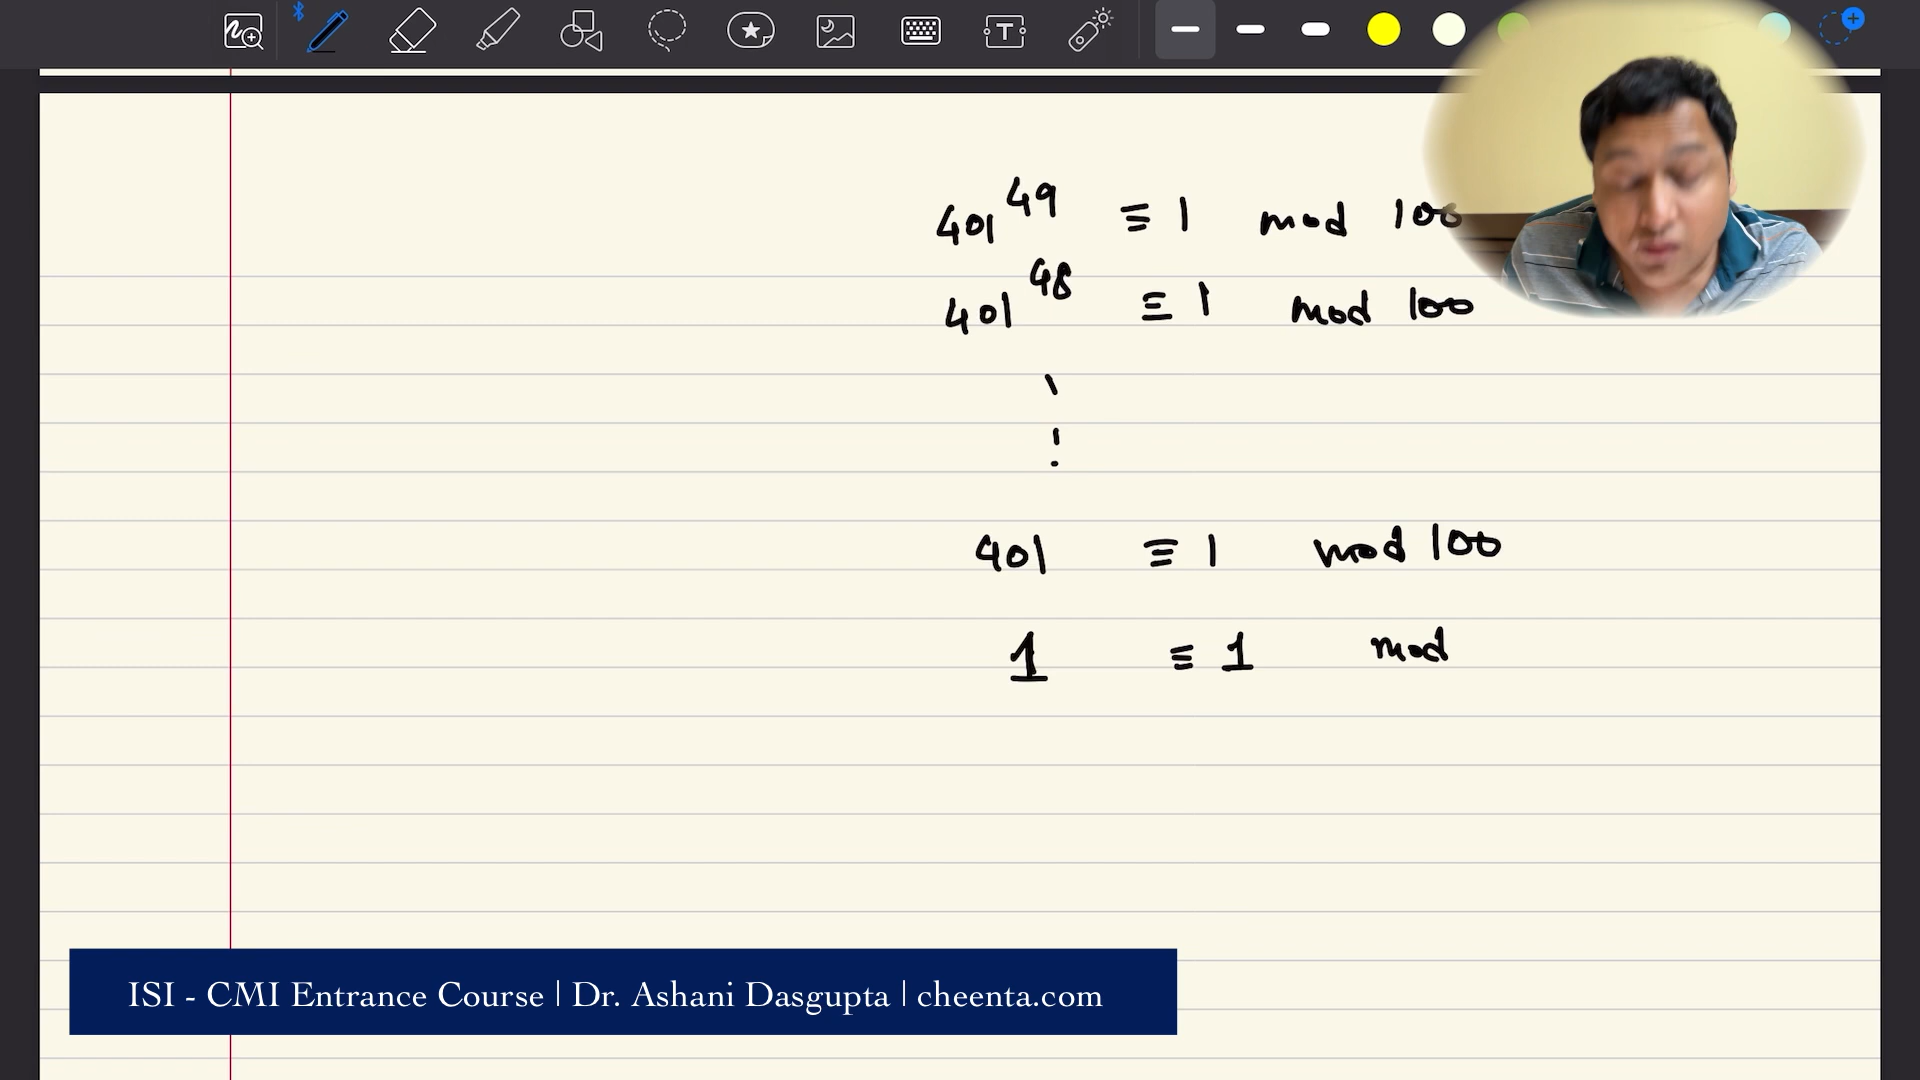 401^49 ≡ 1 mod 100
401^48 ≡ 1 mod 100
401 ≡ 1 mod 100
1 ≡ 1 mod
ISI - CMI Entrance Course | Dr. Ashani Dasgupta | cheenta.com